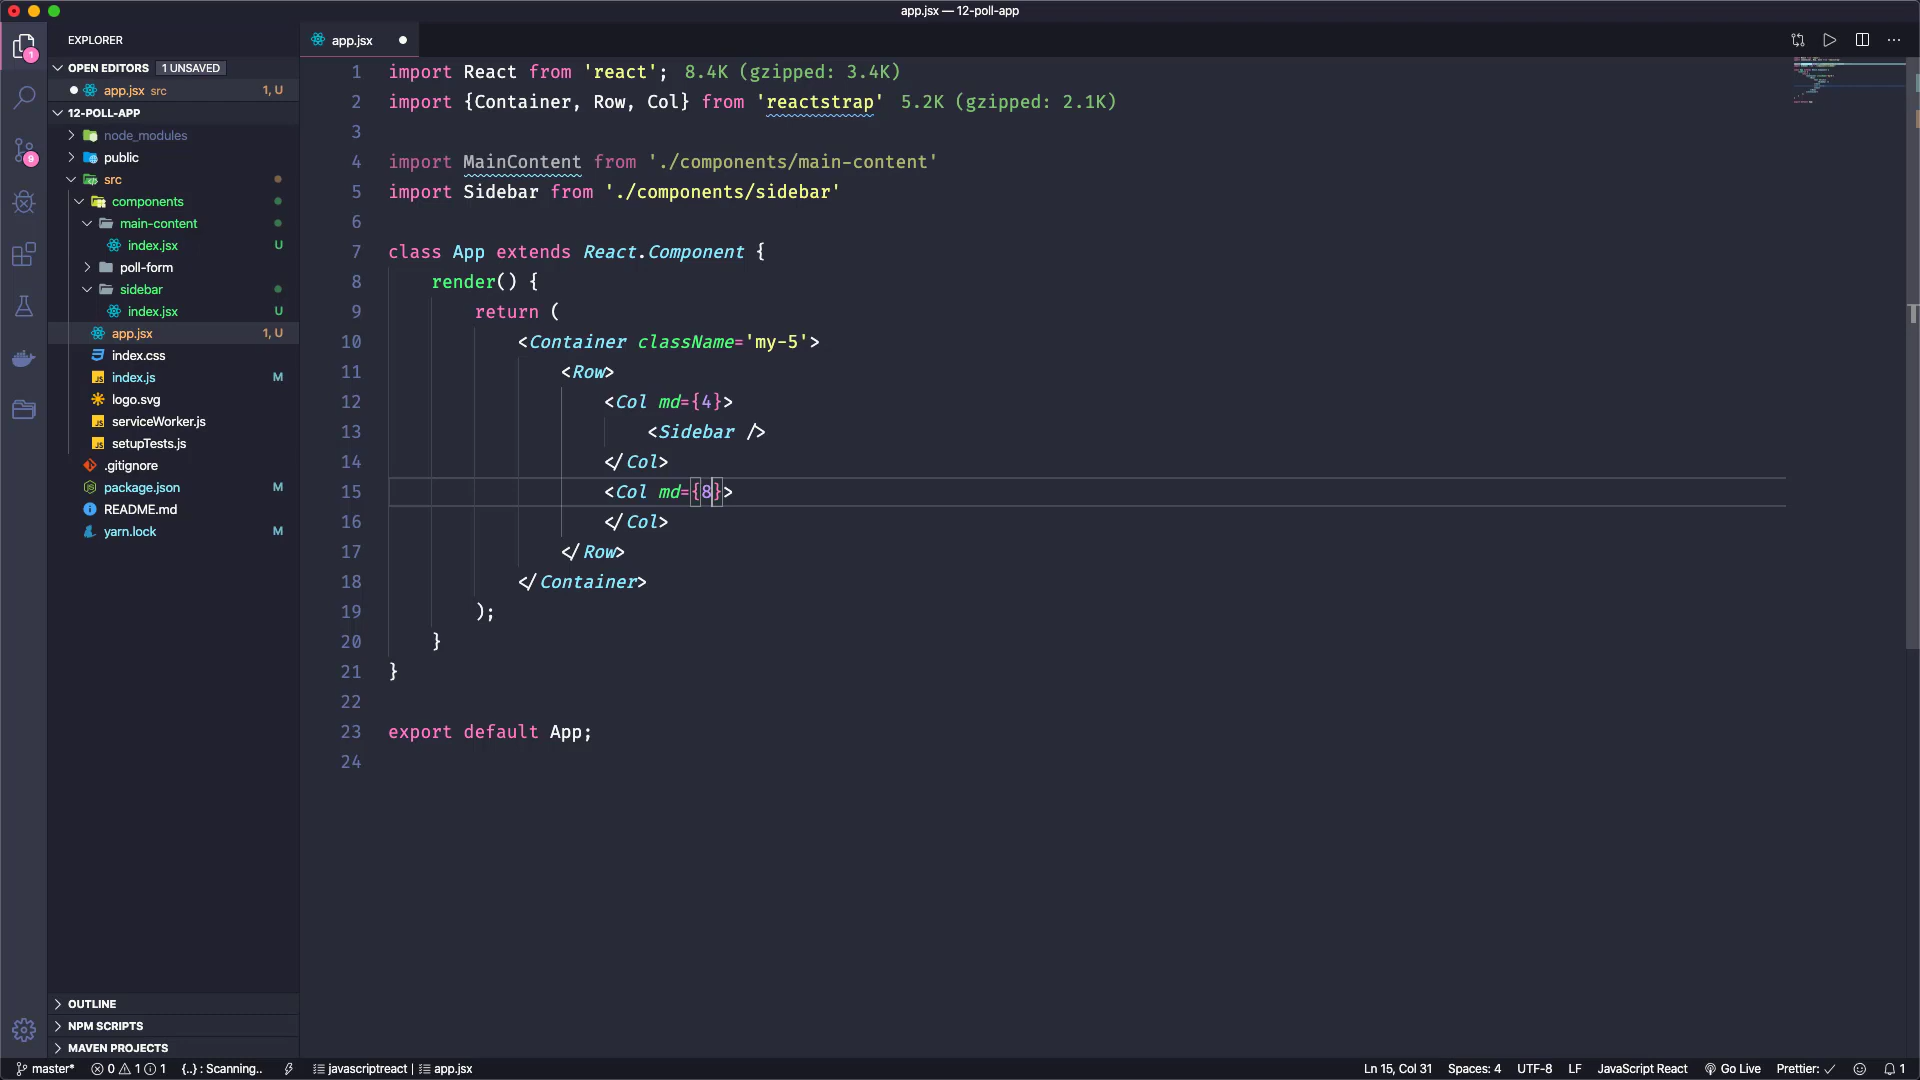 app.jsx — 12-poll-app
EXPLORER
OPEN EDITORS 1 UNSAVED
app.jsx src 1, U
12-POLL-APP
node_modules
public
src
components
main-content
index.jsx U
poll-form
sidebar
index.jsx U
app.jsx 1, U
index.css
index.js M
logo.svg
serviceWorker.js
setupTests.js
.gitignore
package.json M
README.md
yarn.lock M
OUTLINE
NPM SCRIPTS
MAVEN PROJECTS
1
9
app.jsx
1 import React from 'react'; 8.4K (gzipped: 3.4K)
2 import {Container, Row, Col} from 'reactstrap' 5.2K (gzipped: 2.1K)
3
4 import MainContent from './components/main-content'
5 import Sidebar from './components/sidebar'
6
7 class App extends React.Component {
8 render() {
9 return (
10 <Container className='my-5'>
11 <Row>
12 <Col md={4}>
13 <Sidebar />
14 </Col>
15 <Col md={8}>
16 </Col>
17 </Row>
18 </Container>
19 );
20 }
21 }
22
23 export default App;
24
master* 0 1 1 {..} : Scanning.. javascriptreact | app.jsx Ln 15, Col 31 Spaces: 4 UTF-8 LF JavaScript React Go Live Prettier: ✓ 1